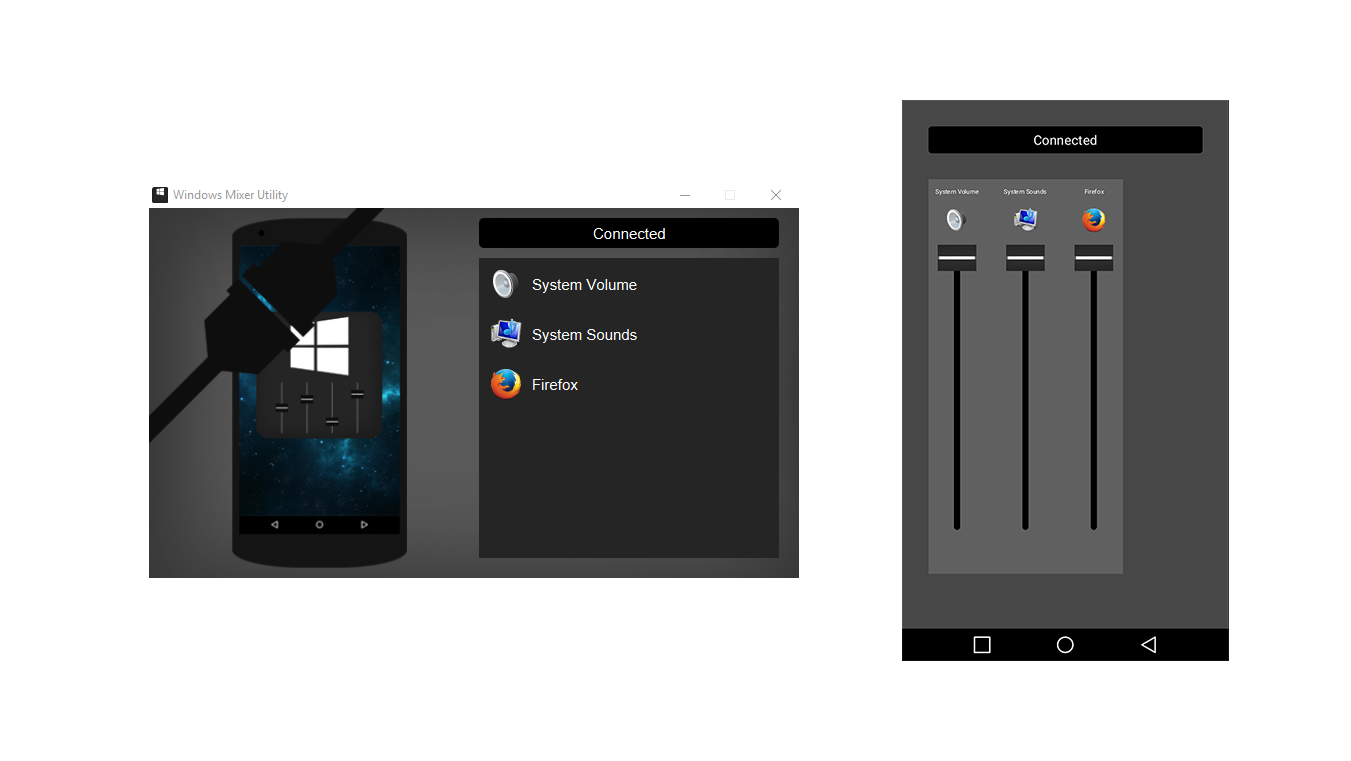 Windows Mixer Utility
Connected
System Volume
System Sounds
Firefox
Connected
System Volume System Sounds Firefox